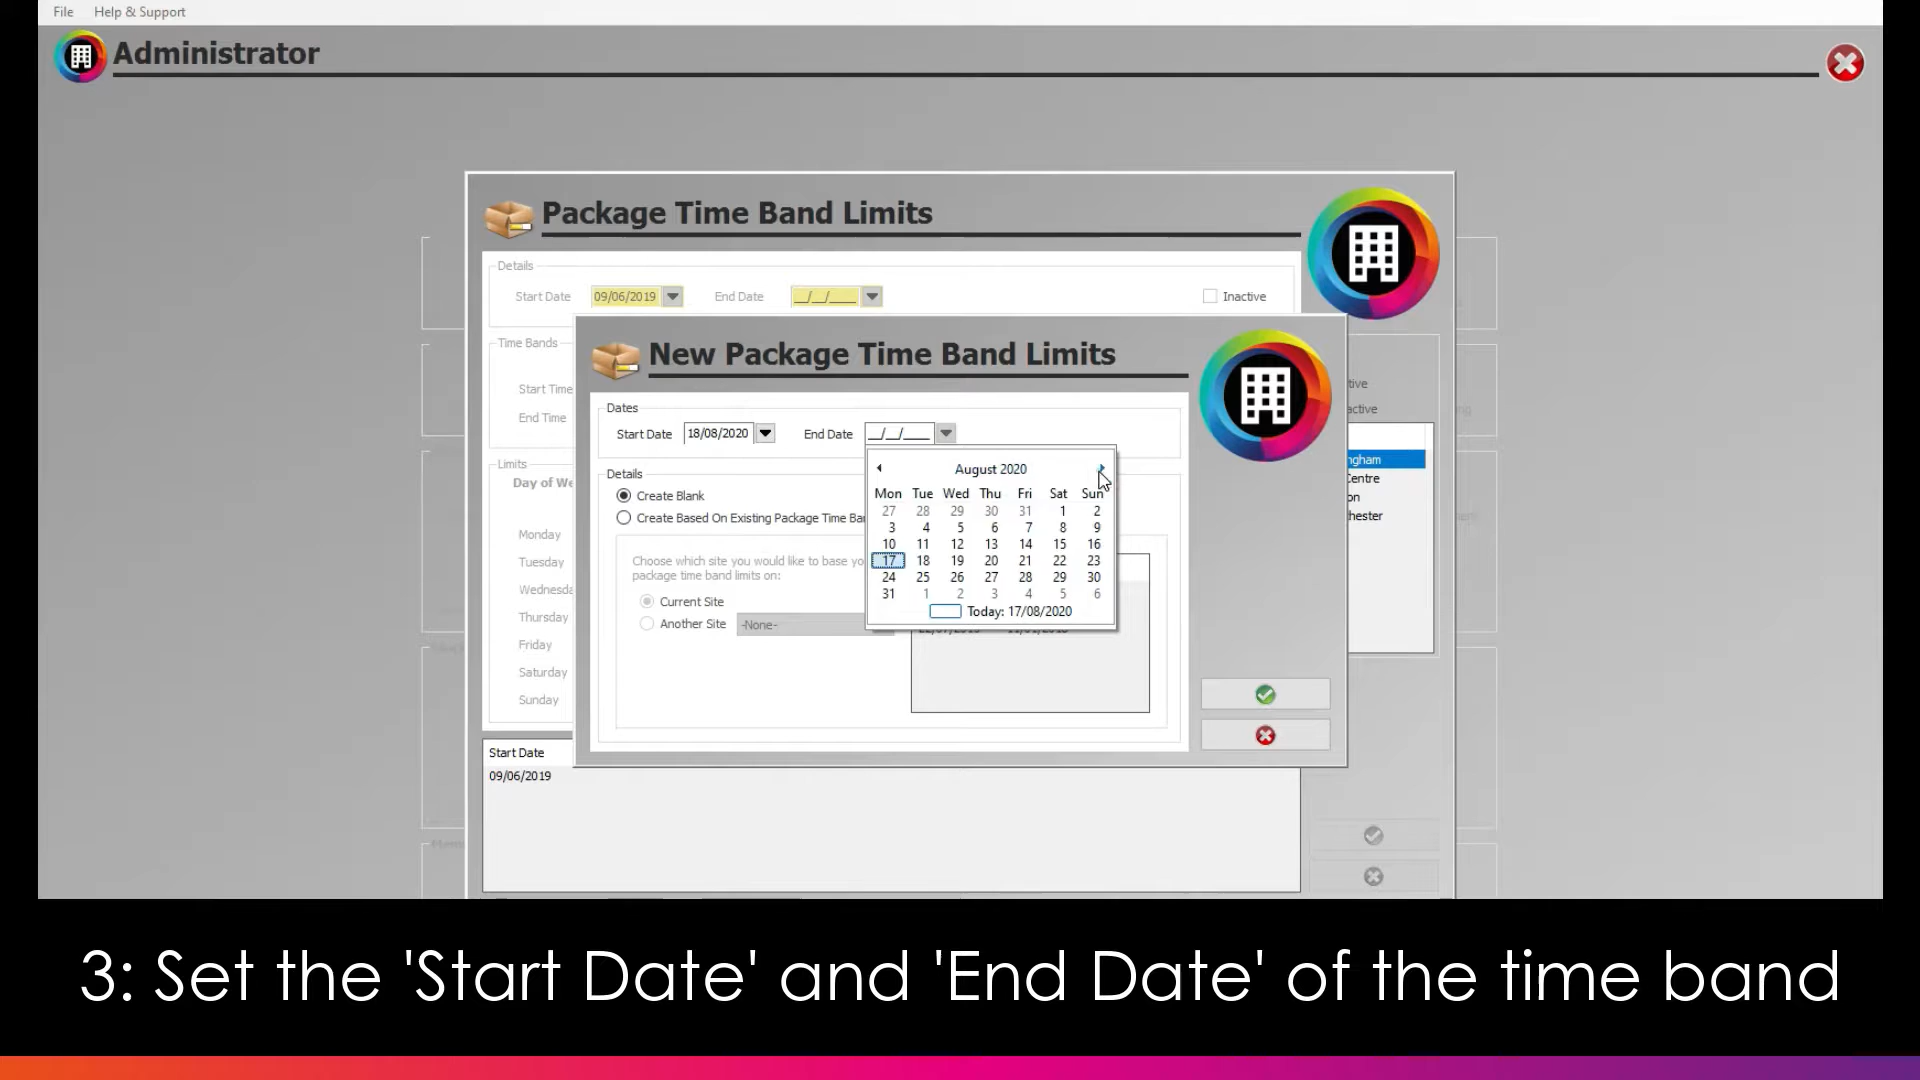 File Help & Support
Administrator
Package Time Band Limits
Details
Start Date 09/06/2019 End Date __/__/____ Inactive
Time Bands
Start Time
End Time
Limits
Day of We
Monday
Tuesday
Wednesd
Thursday
Friday
Saturday
Sunday
Start Date
09/06/2019
New Package Time Band Limits
Dates
Start Date 18/08/2020 End Date __/__/____
Details
Create Blank
Create Based On Existing Package Time Ba
Choose which site you would like to base yo
package time band limits on:
Current Site
Another Site -None-
August 2020
Mon Tue Wed Thu Fri Sat Sun
27 28 29 30 31 1 2
3 4 5 6 7 8 9
10 11 12 13 14 15 16
17 18 19 20 21 22 23
24 25 26 27 28 29 30
31 1 2 3 4 5 6
Today: 17/08/2020
tive
active
ngham
Centre
on
chester
3: Set the 'Start Date' and 'End Date' of the time band